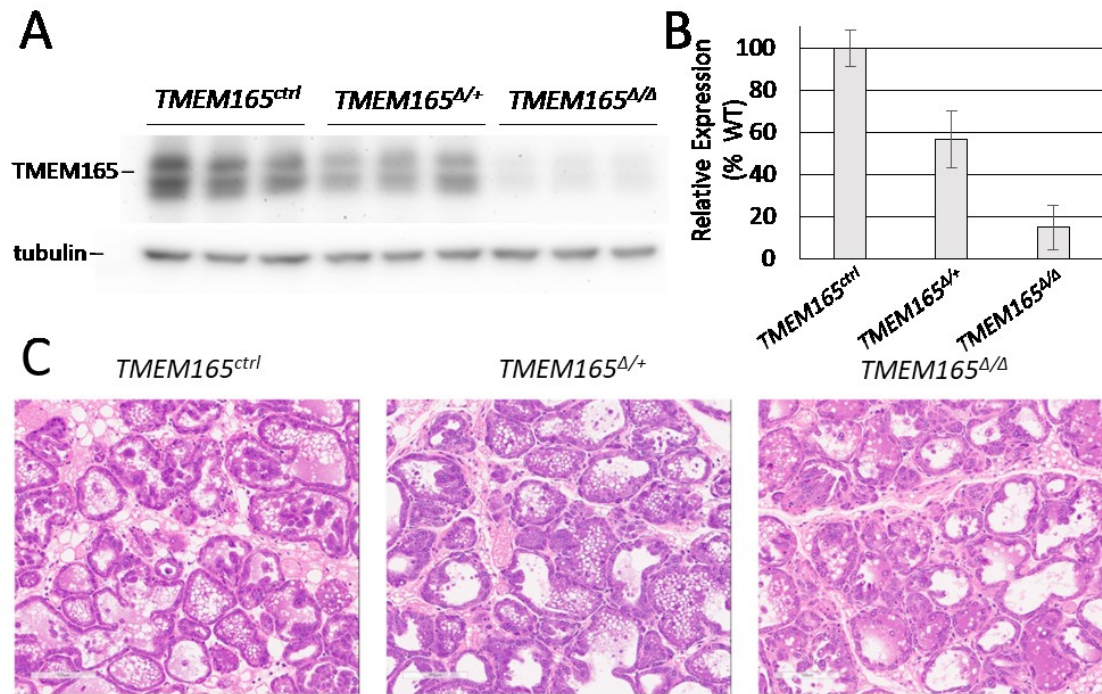 A
TMEM165ctrl TMEM165Δ/+ TMEM165Δ/Δ
TMEM165
tubulin
B
Relative Expression
(% WT)
100
80
60
40
20
0
TMEM165ctrl
TMEM165Δ/+
TMEM165Δ/Δ
C
TMEM165ctrl TMEM165Δ/+ TMEM165Δ/Δ